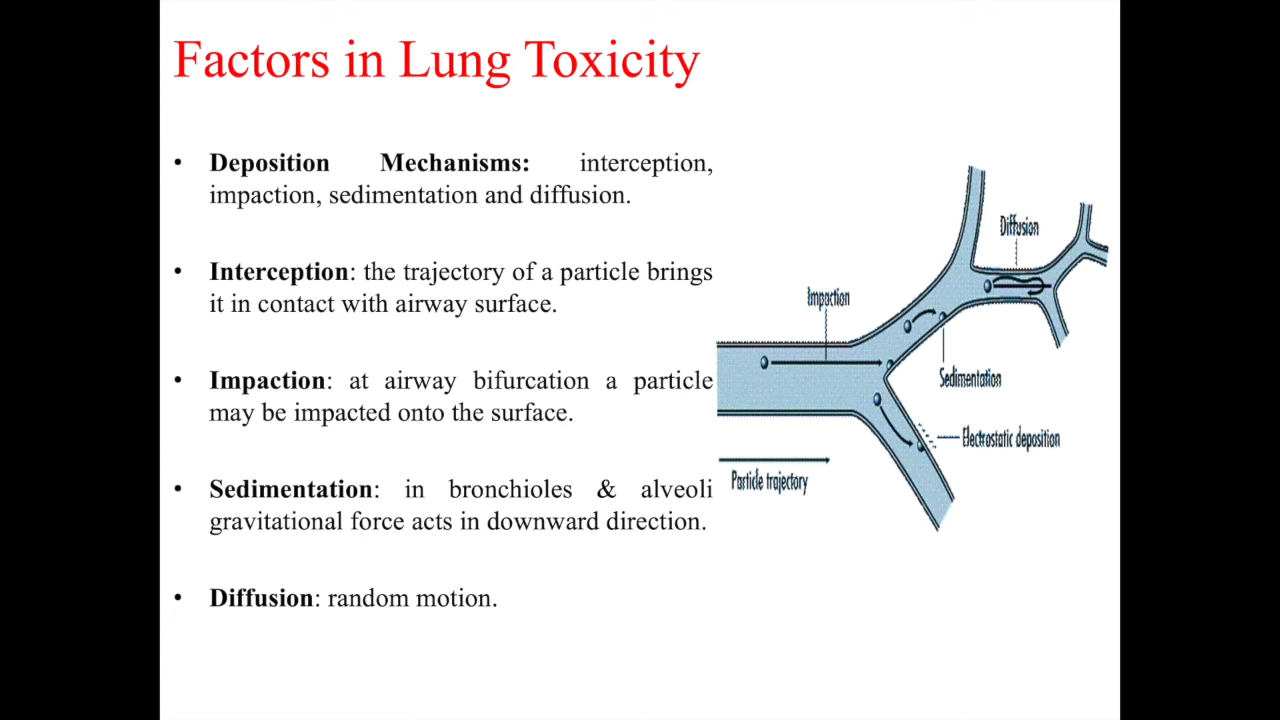 Factors in Lung Toxicity
• Deposition Mechanisms: interception,
impaction, sedimentation and diffusion.
• Interception: the trajectory of a particle brings
it in contact with airway surface.
• Impaction: at airway bifurcation a particle
may be impacted onto the surface.
• Sedimentation: in bronchioles & alveoli
gravitational force acts in downward direction.
• Diffusion: random motion.
Diffusion
Impaction
Sedimentation
Electrostatic deposition
Particle trajectory